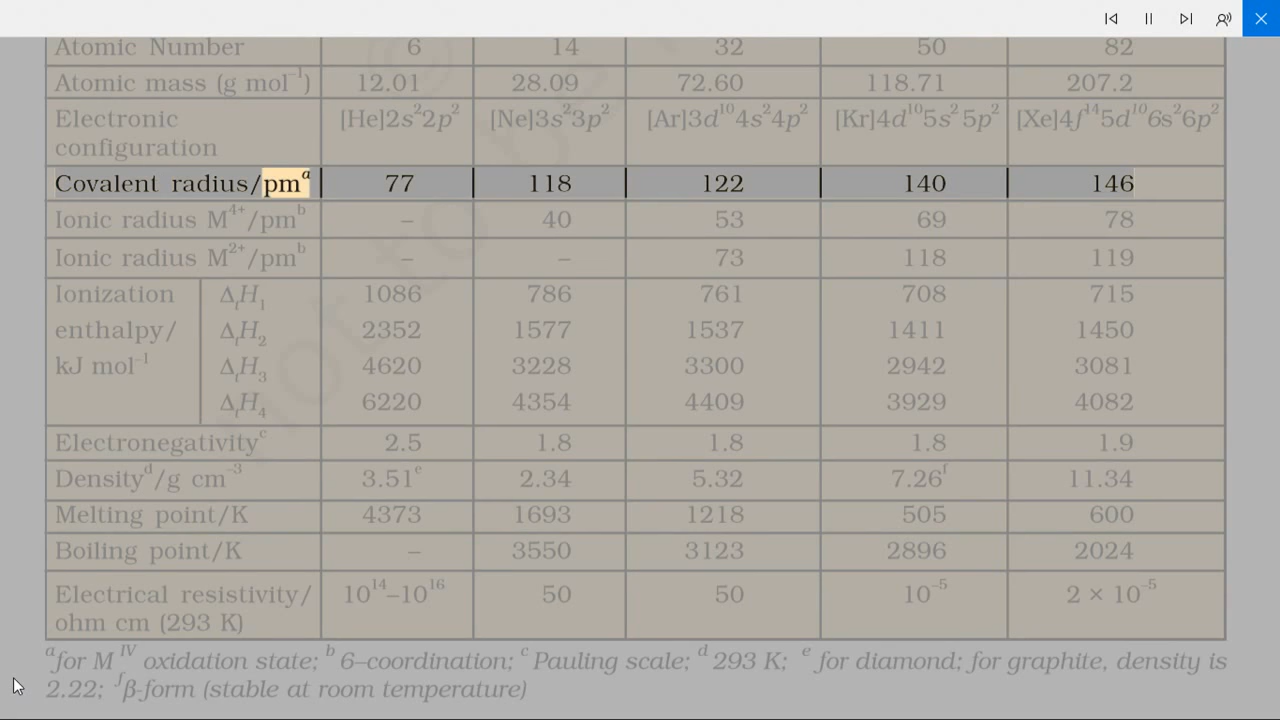 Atomic Number 6 14 32 50 82
Atomic mass (g mol⁻¹) 12.01 28.09 72.60 118.71 207.2
Electronic configuration [He]2s²2p² [Ne]3s²3p² [Ar]3d¹⁰4s²4p² [Kr]4d¹⁰5s²5p² [Xe]4f¹⁴5d¹⁰6s²6p²
Covalent radius/pmᵃ 77 118 122 140 146
Ionic radius M⁴⁺/pmᵇ – 40 53 69 78
Ionic radius M²⁺/pmᵇ – – 73 118 119
Ionization ΔᵢH₁ 1086 786 761 708 715
enthalpy/ ΔᵢH₂ 2352 1577 1537 1411 1450
kJ mol⁻¹ ΔᵢH₃ 4620 3228 3300 2942 3081
ΔᵢH₄ 6220 4354 4409 3929 4082
Electronegativityᶜ 2.5 1.8 1.8 1.8 1.9
Densityᵈ/g cm⁻³ 3.51ᵉ 2.34 5.32 7.26ᶠ 11.34
Melting point/K 4373 1693 1218 505 600
Boiling point/K – 3550 3123 2896 2024
Electrical resistivity/ 10¹⁴–10¹⁶ 50 50 10⁻⁵ 2 × 10⁻⁵
ohm cm (293 K)
ᵃfor M ᴵⱽ oxidation state; ᵇ 6–coordination; ᶜ Pauling scale; ᵈ 293 K; ᵉ for diamond; for graphite, density is
2.22; ᶠβ-form (stable at room temperature)